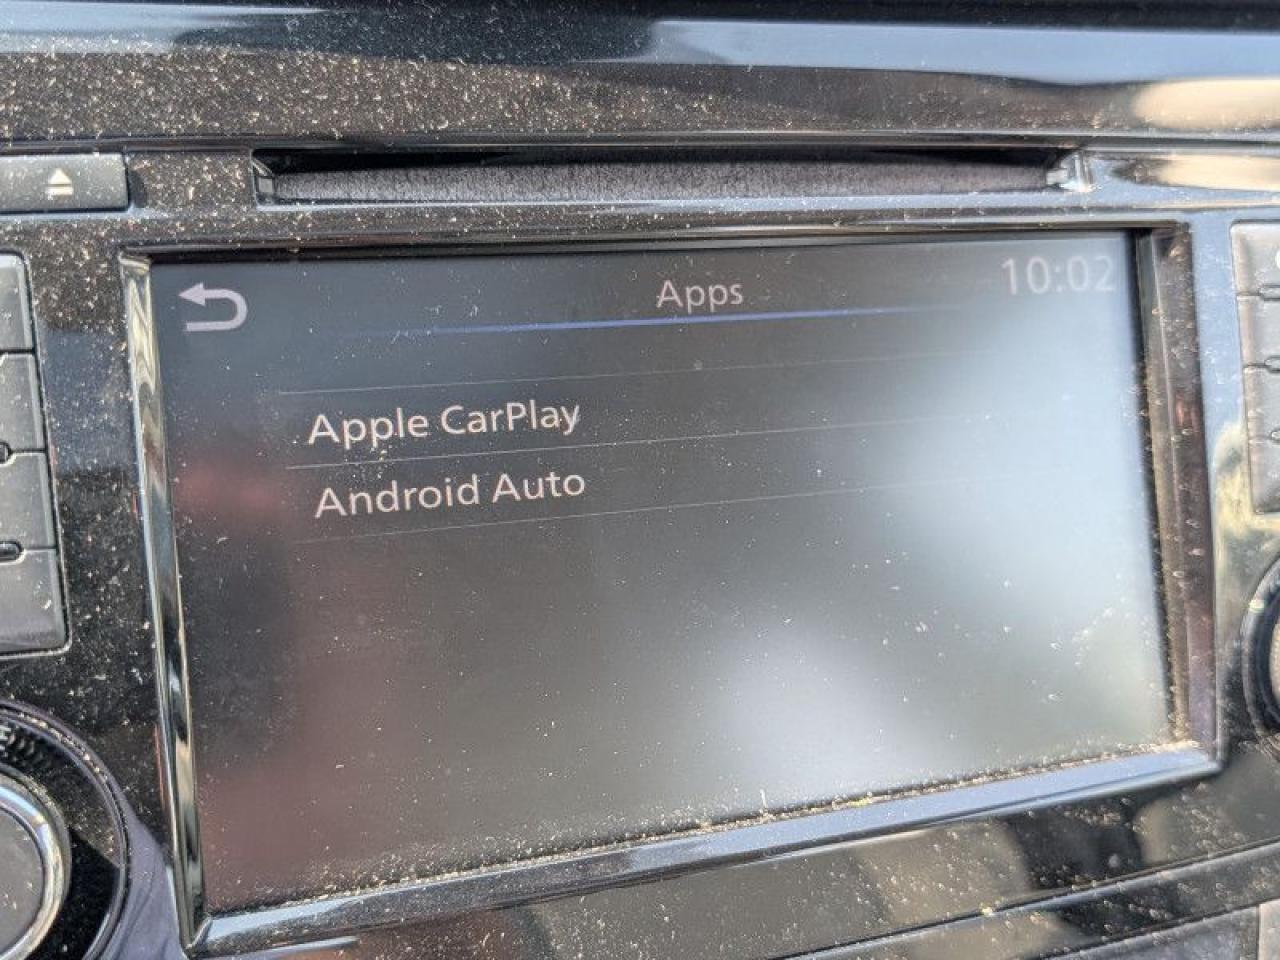 Apps
10:02
Apple CarPlay
Android Auto